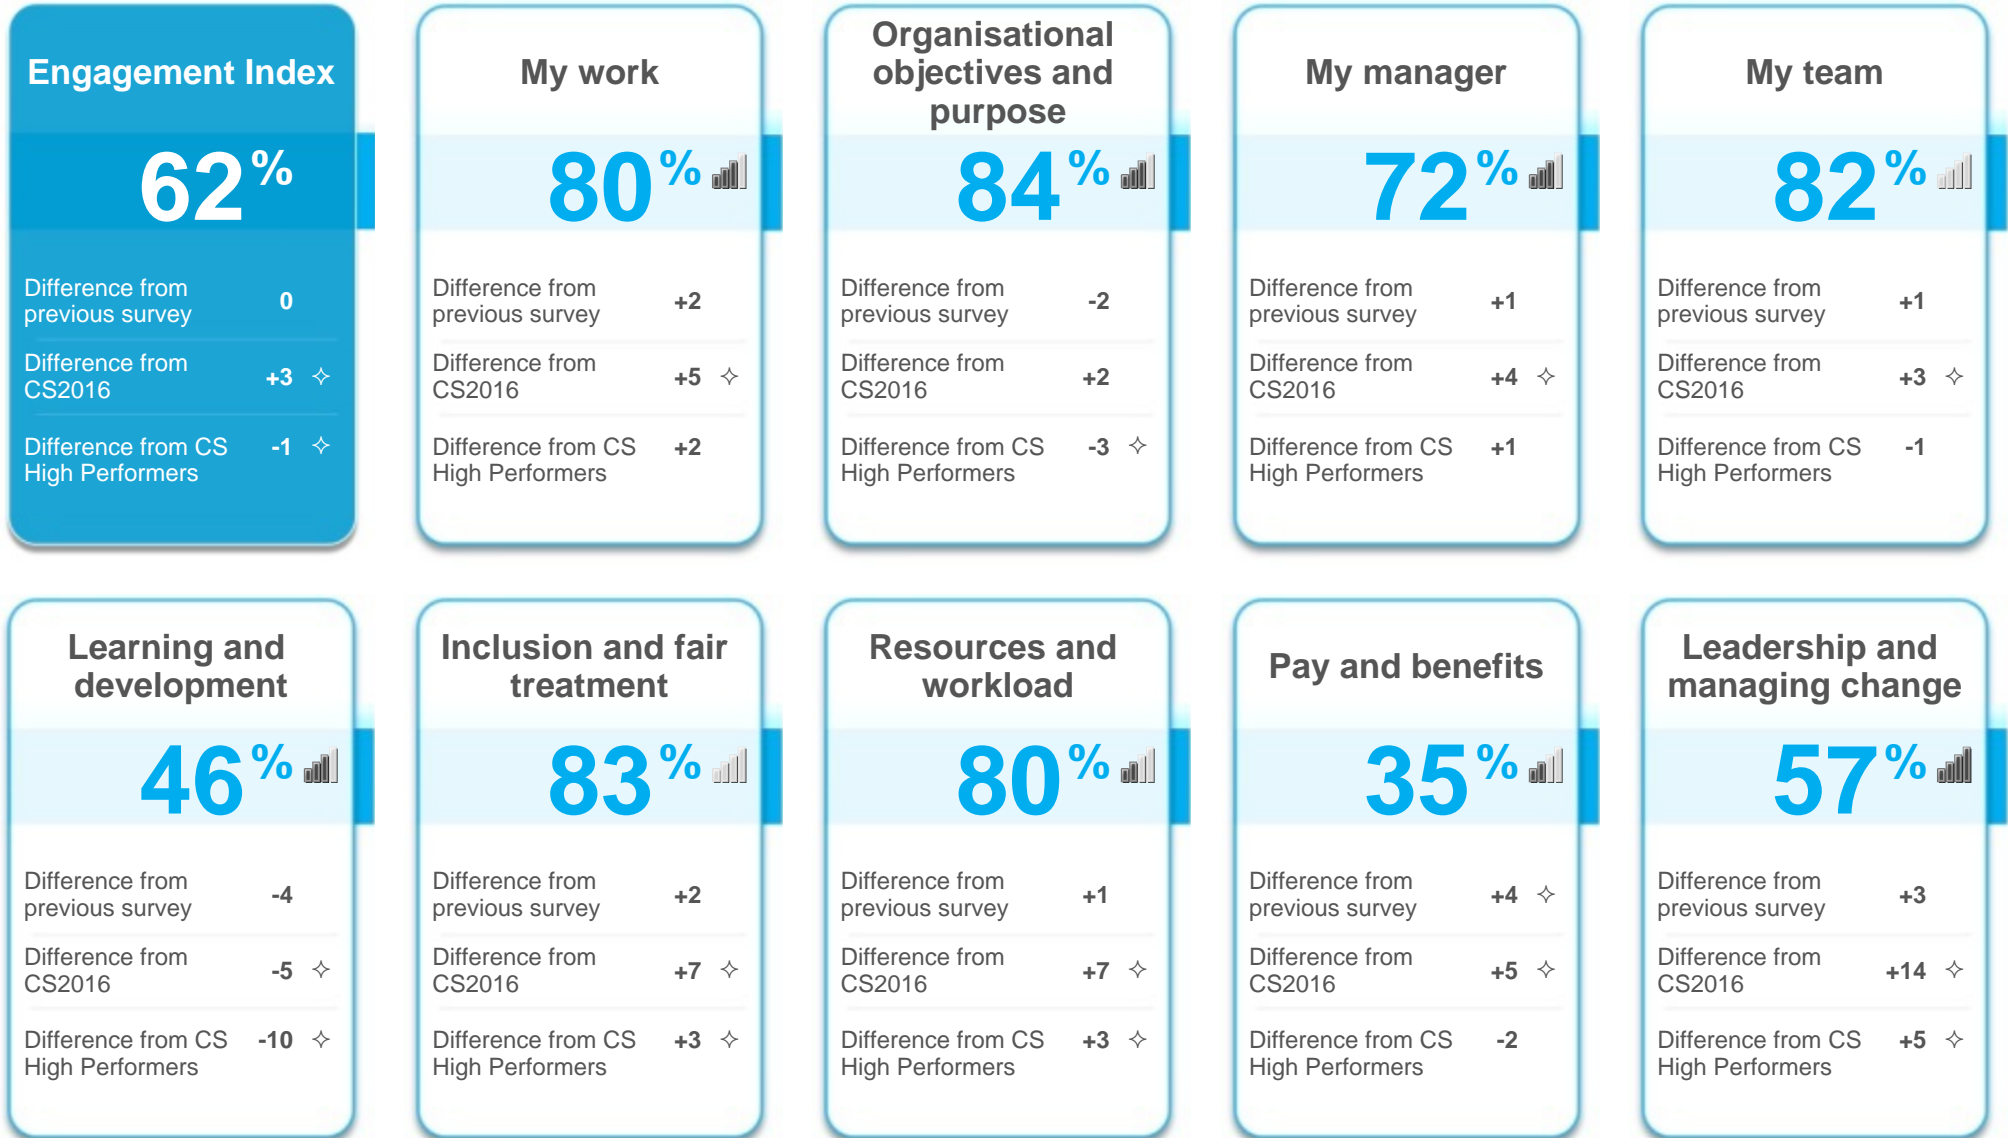 Engagement Index
62%
Difference from
previous survey 0
Difference from
CS2016 +3 ✧
Difference from CS
High Performers -1 ✧
My work
80%
Difference from
previous survey +2
Difference from
CS2016 +5 ✧
Difference from CS
High Performers +2
Organisational
objectives and
purpose
84%
Difference from
previous survey -2
Difference from
CS2016 +2
Difference from CS
High Performers -3 ✧
My manager
72%
Difference from
previous survey +1
Difference from
CS2016 +4 ✧
Difference from CS
High Performers +1
My team
82%
Difference from
previous survey +1
Difference from
CS2016 +3 ✧
Difference from CS
High Performers -1
Learning and
development
46%
Difference from
previous survey -4
Difference from
CS2016 -5 ✧
Difference from CS
High Performers -10 ✧
Inclusion and fair
treatment
83%
Difference from
previous survey +2
Difference from
CS2016 +7 ✧
Difference from CS
High Performers +3 ✧
Resources and
workload
80%
Difference from
previous survey +1
Difference from
CS2016 +7 ✧
Difference from CS
High Performers +3 ✧
Pay and benefits
35%
Difference from
previous survey +4 ✧
Difference from
CS2016 +5 ✧
Difference from CS
High Performers -2
Leadership and
managing change
57%
Difference from
previous survey +3
Difference from
CS2016 +14 ✧
Difference from CS
High Performers +5 ✧